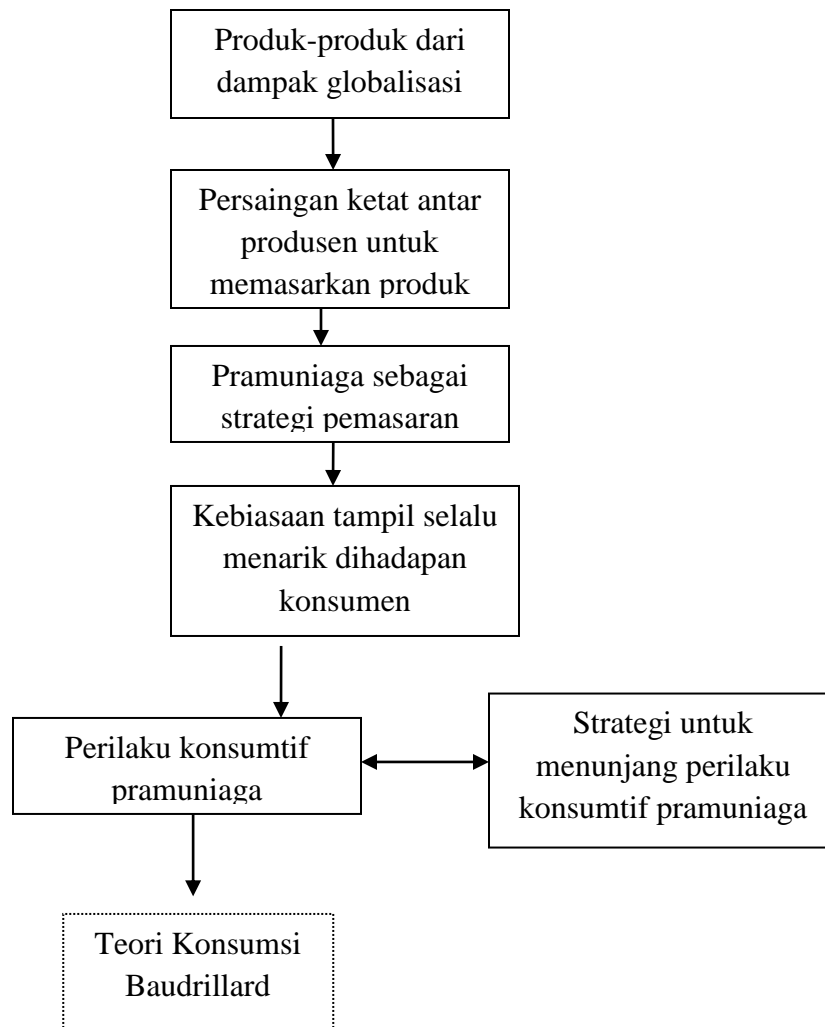 Produk-produk dari
dampak globalisasi
Persaingan ketat antar
produsen untuk
memasarkan produk
Pramuniaga sebagai
strategi pemasaran
Kebiasaan tampil selalu
menarik dihadapan
konsumen
Perilaku konsumtif
pramuniaga
Strategi untuk
menunjang perilaku
konsumtif pramuniaga
Teori Konsumsi
Baudrillard